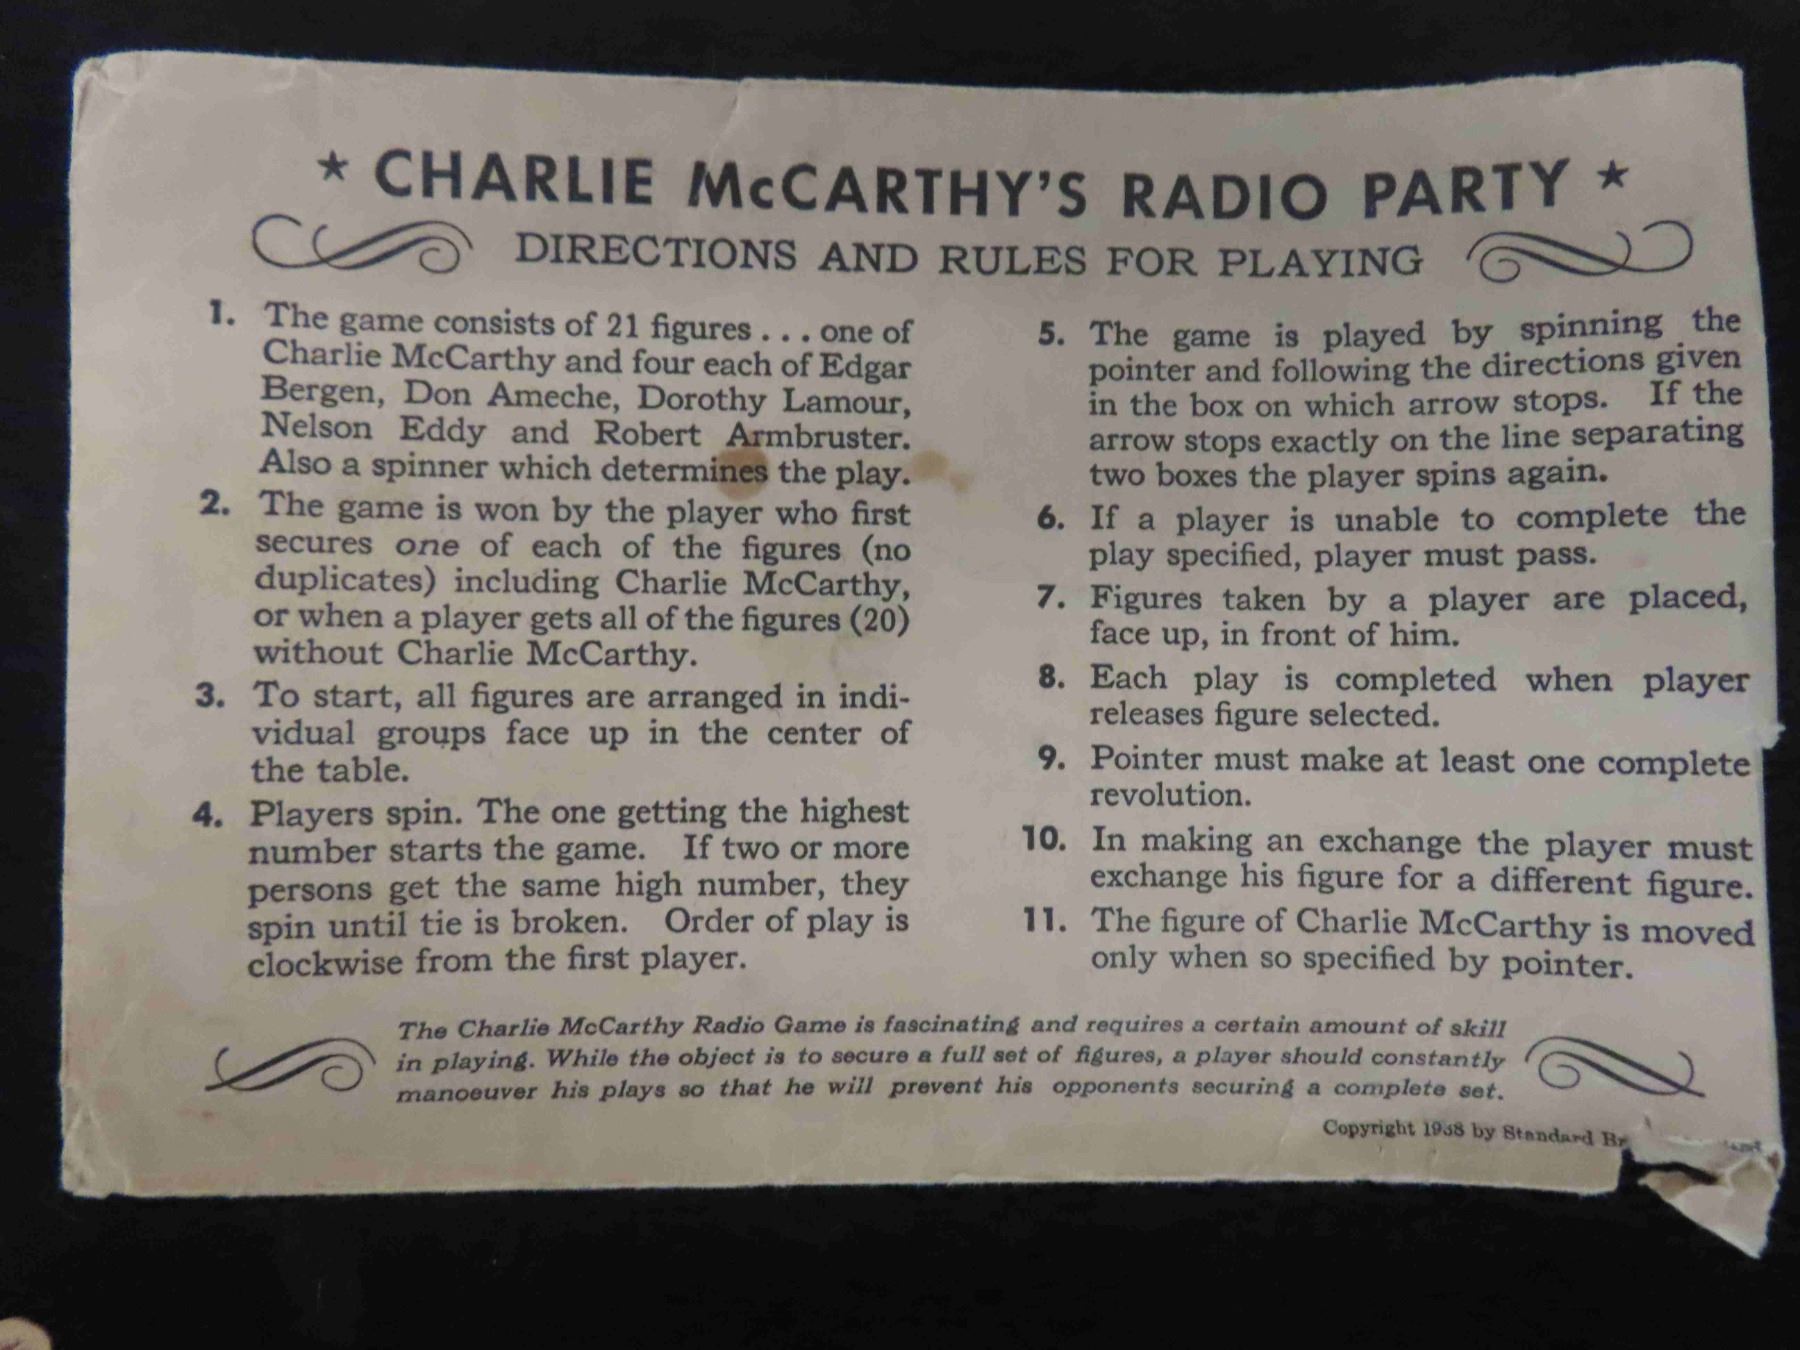 ★ CHARLIE McCARTHY'S RADIO PARTY ★
DIRECTIONS AND RULES FOR PLAYING
1. The game consists of 21 figures . . . one of
Charlie McCarthy and four each of Edgar
Bergen, Don Ameche, Dorothy Lamour,
Nelson Eddy and Robert Armbruster.
Also a spinner which determines the play.
2. The game is won by the player who first
secures one of each of the figures (no
duplicates) including Charlie McCarthy,
or when a player gets all of the figures (20)
without Charlie McCarthy.
3. To start, all figures are arranged in indi-
vidual groups face up in the center of
the table.
4. Players spin. The one getting the highest
number starts the game. If two or more
persons get the same high number, they
spin until tie is broken. Order of play is
clockwise from the first player.
5. The game is played by spinning the
pointer and following the directions given
in the box on which arrow stops. If the
arrow stops exactly on the line separating
two boxes the player spins again.
6. If a player is unable to complete the
play specified, player must pass.
7. Figures taken by a player are placed,
face up, in front of him.
8. Each play is completed when player
releases figure selected.
9. Pointer must make at least one complete
revolution.
10. In making an exchange the player must
exchange his figure for a different figure.
11. The figure of Charlie McCarthy is moved
only when so specified by pointer.
The Charlie McCarthy Radio Game is fascinating and requires a certain amount of skill
in playing. While the object is to secure a full set of figures, a player should constantly
manoeuver his plays so that he will prevent his opponents securing a complete set.
Copyright 1938 by Standard Br